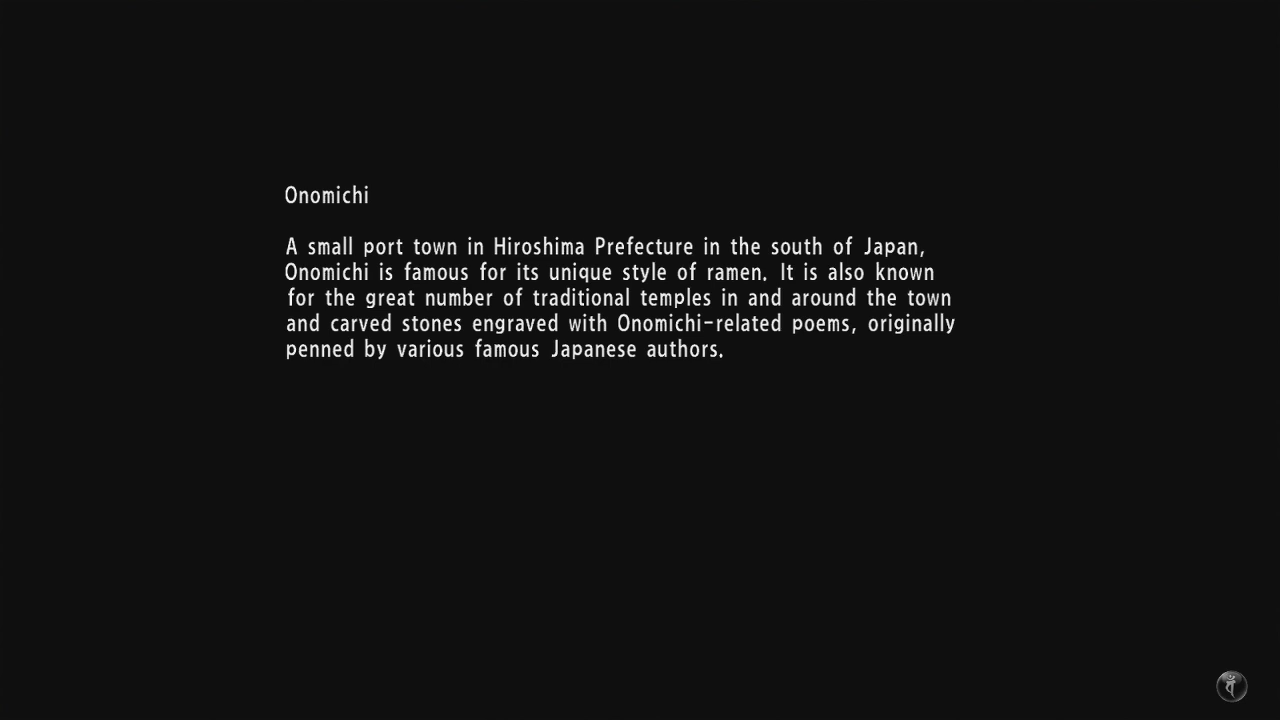 Onomichi
A small port town in Hiroshima Prefecture in the south of Japan,
Onomichi is famous for its unique style of ramen. It is also known
for the great number of traditional temples in and around the town
and carved stones engraved with Onomichi-related poems, originally
penned by various famous Japanese authors.